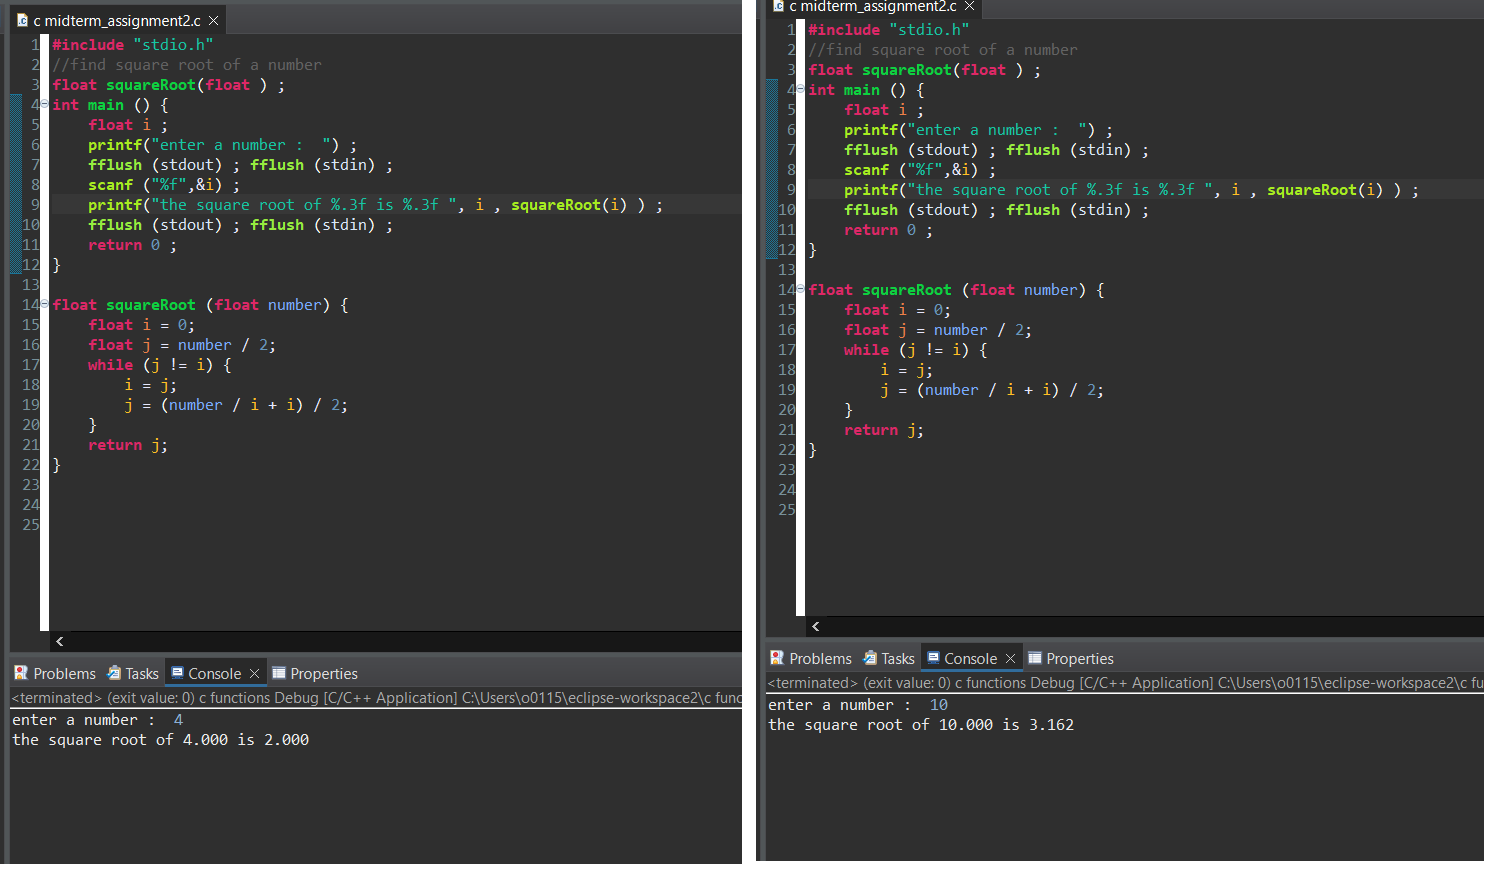 c midterm_assignment2.c
1 #include "stdio.h"
2 //find square root of a number
3 float squareRoot(float ) ;
4 int main () {
5 float i ;
6 printf("enter a number :  ") ;
7 fflush (stdout) ; fflush (stdin) ;
8 scanf ("%f",&i) ;
9 printf("the square root of %.3f is %.3f ", i , squareRoot(i) ) ;
10 fflush (stdout) ; fflush (stdin) ;
11 return 0 ;
12 }
13
14 float squareRoot (float number) {
15 float i = 0;
16 float j = number / 2;
17 while (j != i) {
18 i = j;
19 j = (number / i + i) / 2;
20 }
21 return j;
22 }
23
24
25
Problems Tasks Console Properties
<terminated> (exit value: 0) c functions Debug [C/C++ Application] C:\Users\o0115\eclipse-workspace2\c func
enter a number :  4
the square root of 4.000 is 2.000
c midterm_assignment2.c
1 #include "stdio.h"
2 //find square root of a number
3 float squareRoot(float ) ;
4 int main () {
5 float i ;
6 printf("enter a number :  ") ;
7 fflush (stdout) ; fflush (stdin) ;
8 scanf ("%f",&i) ;
9 printf("the square root of %.3f is %.3f ", i , squareRoot(i) ) ;
10 fflush (stdout) ; fflush (stdin) ;
11 return 0 ;
12 }
13
14 float squareRoot (float number) {
15 float i = 0;
16 float j = number / 2;
17 while (j != i) {
18 i = j;
19 j = (number / i + i) / 2;
20 }
21 return j;
22 }
23
24
25
Problems Tasks Console Properties
<terminated> (exit value: 0) c functions Debug [C/C++ Application] C:\Users\o0115\eclipse-workspace2\c fu
enter a number :  10
the square root of 10.000 is 3.162